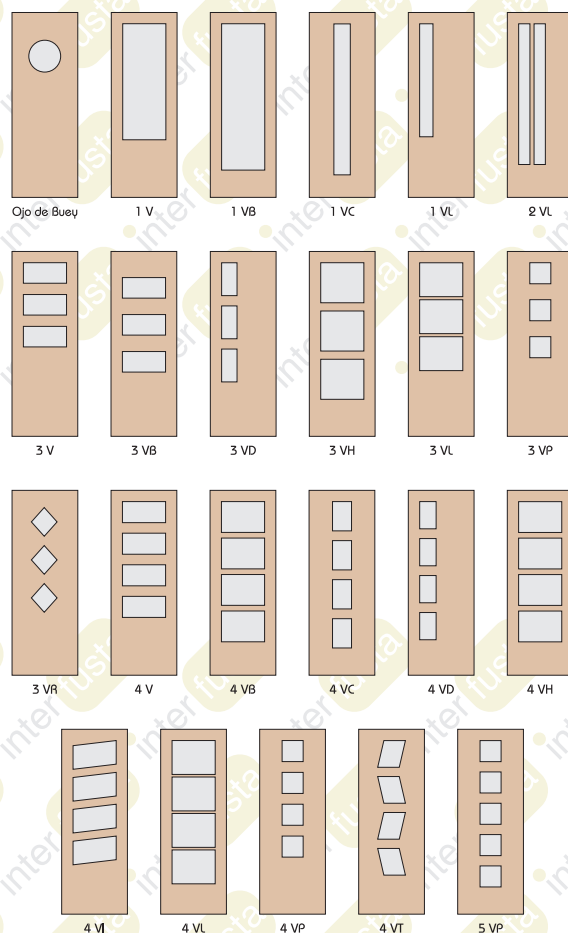 Ojo de Buey 1 V 1 VB 1 VC 1 VL 2 VL
3 V 3 VB 3 VD 3 VH 3 VL 3 VP
3 VR 4 V 4 VB 4 VC 4 VD 4 VH
4 VI 4 VL 4 VP 4 VT 5 VP
inter fusta